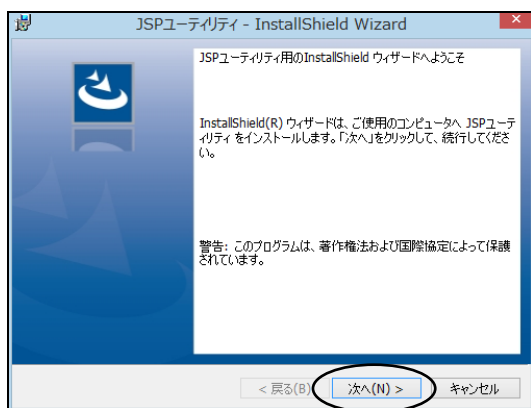 JSPユーティリティ - InstallShield Wizard
JSPユーティリティ用のInstallShield ウィザードへようこそ
InstallShield(R) ウィザードは、ご使用のコンピュータへ JSPユーテ
ィリティ をインストールします。「次へ」をクリックして、続行してくださ
い。
警告: このプログラムは、著作権法および国際協定によって保護
されています。
< 戻る(B)
次へ(N) >
キャンセル